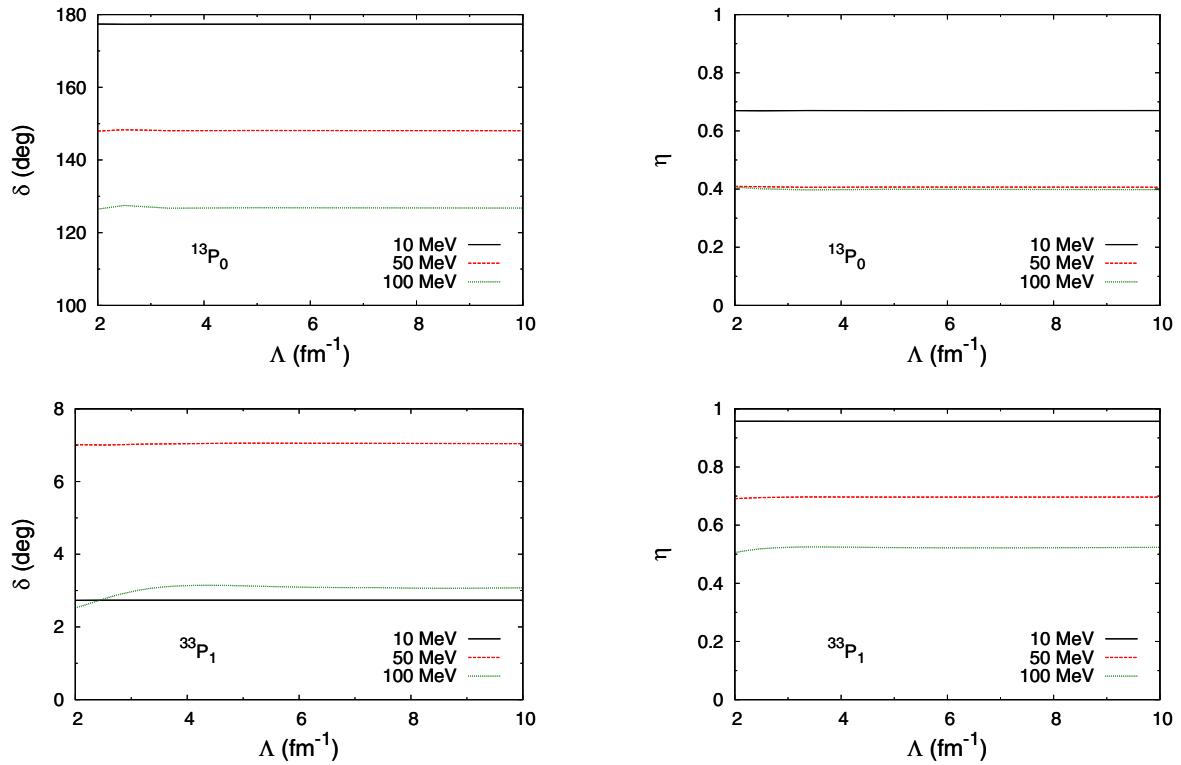 180
160
140
120
100
δ (deg)
2 4 6 8 10
Λ (fm⁻¹)
¹³P₀
10 MeV
50 MeV
100 MeV
1
0.8
0.6
0.4
0.2
0
η
2 4 6 8 10
Λ (fm⁻¹)
¹³P₀
10 MeV
50 MeV
100 MeV
8
6
4
2
0
δ (deg)
2 4 6 8 10
Λ (fm⁻¹)
³³P₁
10 MeV
50 MeV
100 MeV
1
0.8
0.6
0.4
0.2
0
η
2 4 6 8 10
Λ (fm⁻¹)
³³P₁
10 MeV
50 MeV
100 MeV